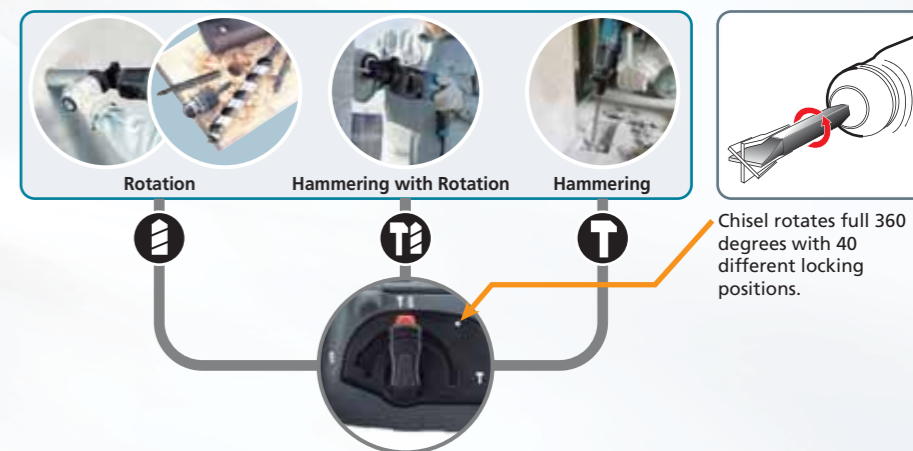 Rotation
Hammering with Rotation
Hammering
Chisel rotates full 360
degrees with 40
different locking
positions.